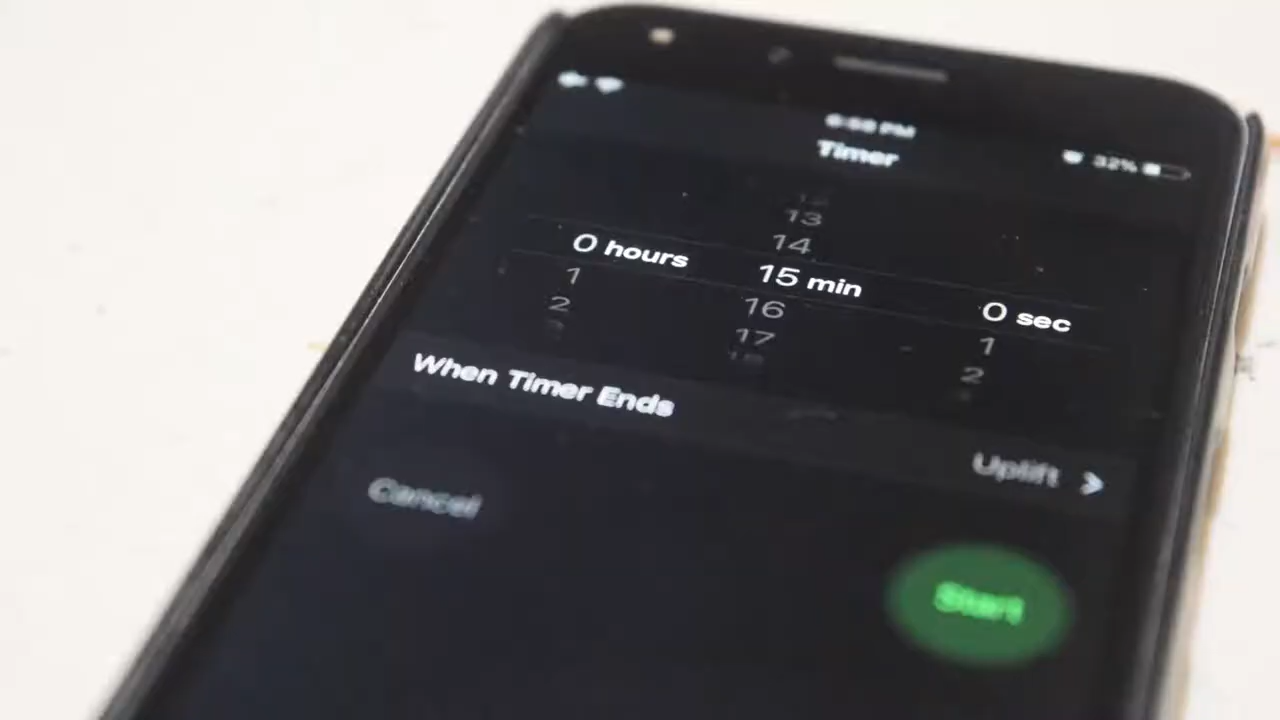 Timer
32%
13
14
0 hours 15 min 0 sec
1 16 1
2 17 2
When Timer Ends
Uplift
Cancel
Start